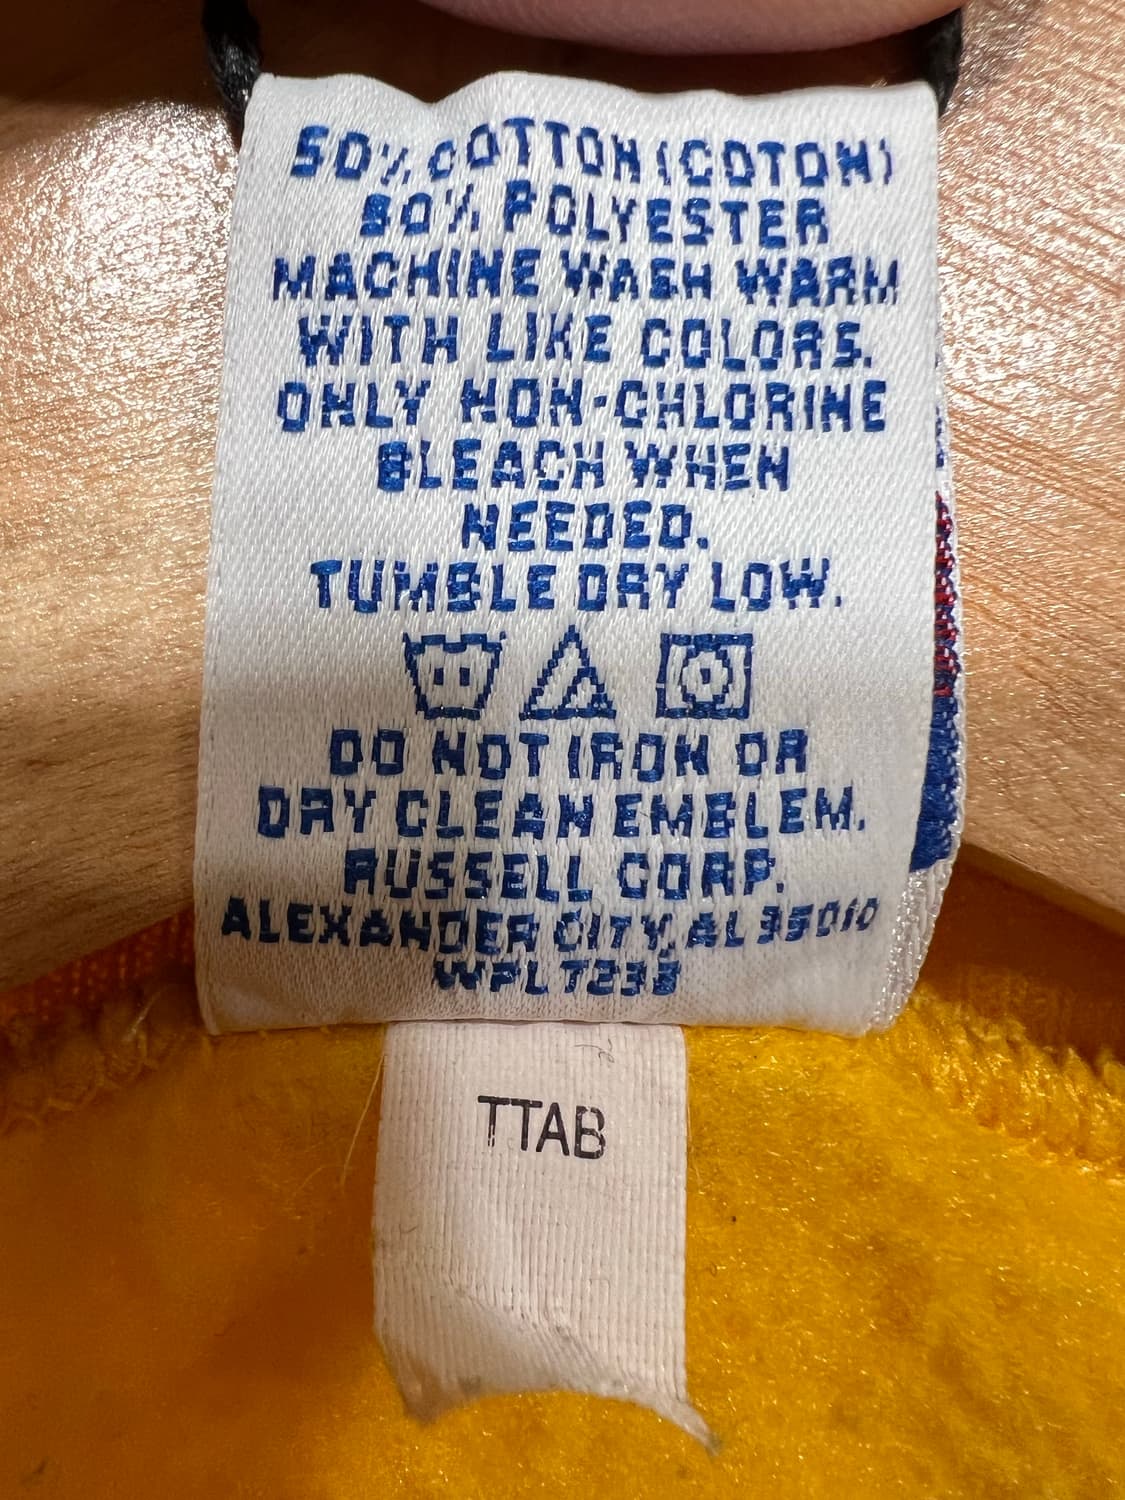 50% COTTON (COTON)
50% POLYESTER
MACHINE WASH WARM
WITH LIKE COLORS.
ONLY NON-CHLORINE
BLEACH WHEN
NEEDED.
TUMBLE DRY LOW.
DO NOT IRON OR
DRY CLEAN EMBLEM.
RUSSELL CORP.
ALEXANDER CITY, AL 35010
WPL 7233
TTAB